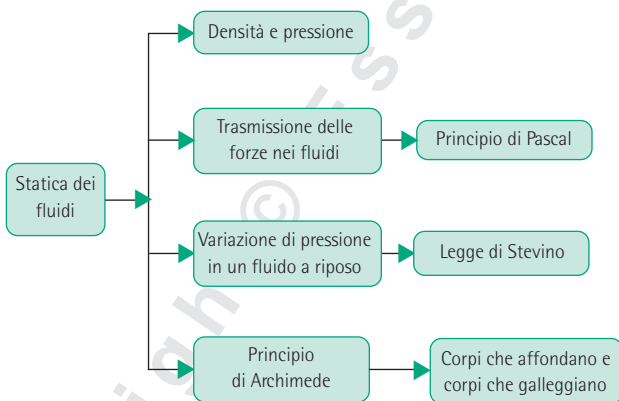 Densità e pressione
Trasmissione delle
forze nei fluidi
Principio di Pascal
Statica dei
fluidi
Variazione di pressione
in un fluido a riposo
Legge di Stevino
Principio
di Archimede
Corpi che affondano e
corpi che galleggiano